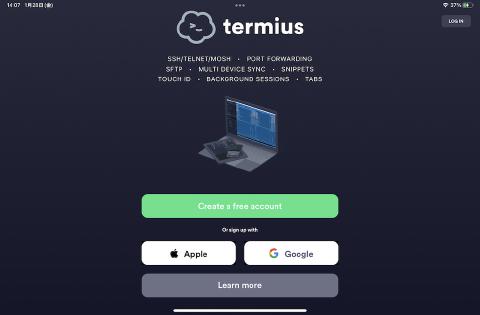 14:07 1月28日(金)
37%
LOG IN
termius
SSH/TELNET/MOSH • PORT FORWARDING
SFTP • MULTI DEVICE SYNC • SNIPPETS
TOUCH ID • BACKGROUND SESSIONS • TABS
Create a free account
Or sign up with
Apple
Google
Learn more